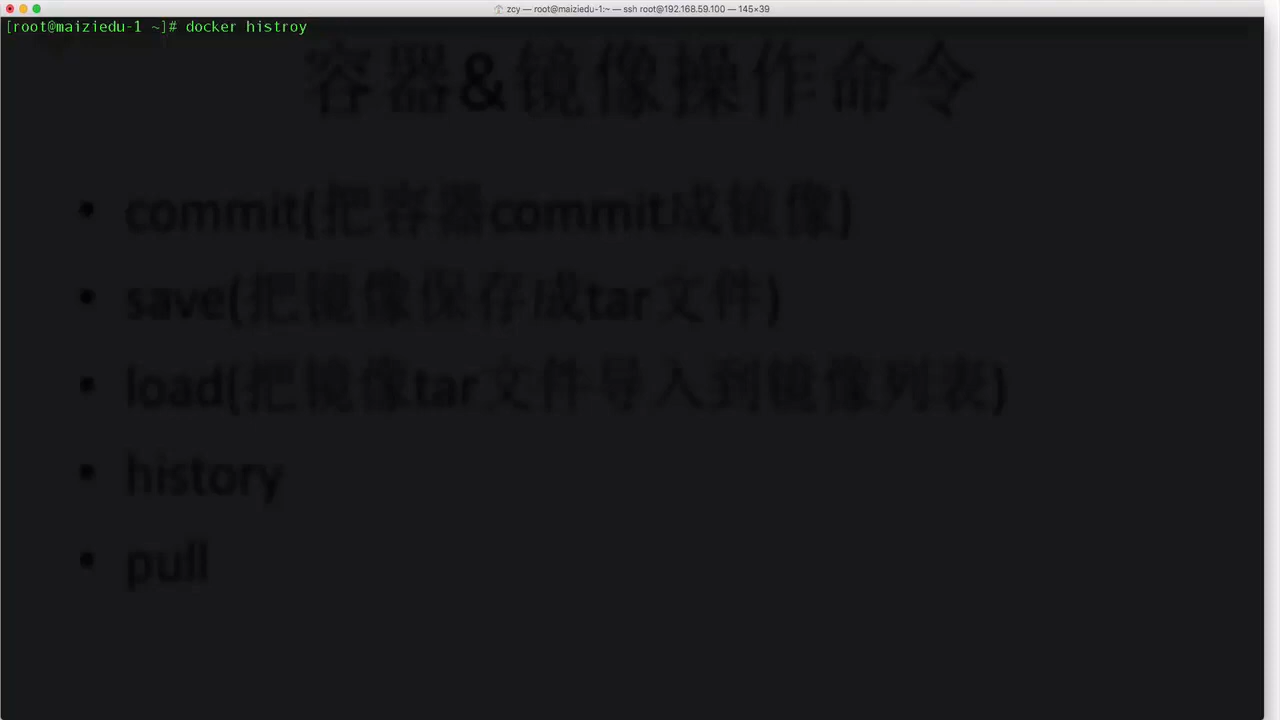 zcy — root@maiziedu-1:~ — ssh root@192.168.59.100 — 145×39
[root@maiziedu-1 ~]# docker histroy
容器&镜像操作命令
• commit(把容器commit成镜像)
• save(把镜像保存成tar文件)
• load(把镜像tar文件导入到镜像列表)
• history
• pull